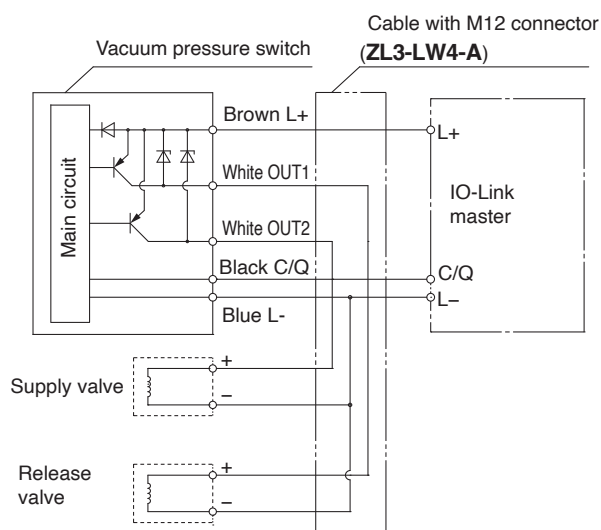 Cable with M12 connector
(ZL3-LW4-A)
Vacuum pressure switch
Brown L+
L+
White OUT1
Main circuit
IO-Link
master
White OUT2
Black C/Q
C/Q
L–
Blue L-
Supply valve
+
–
Release
valve
+
–